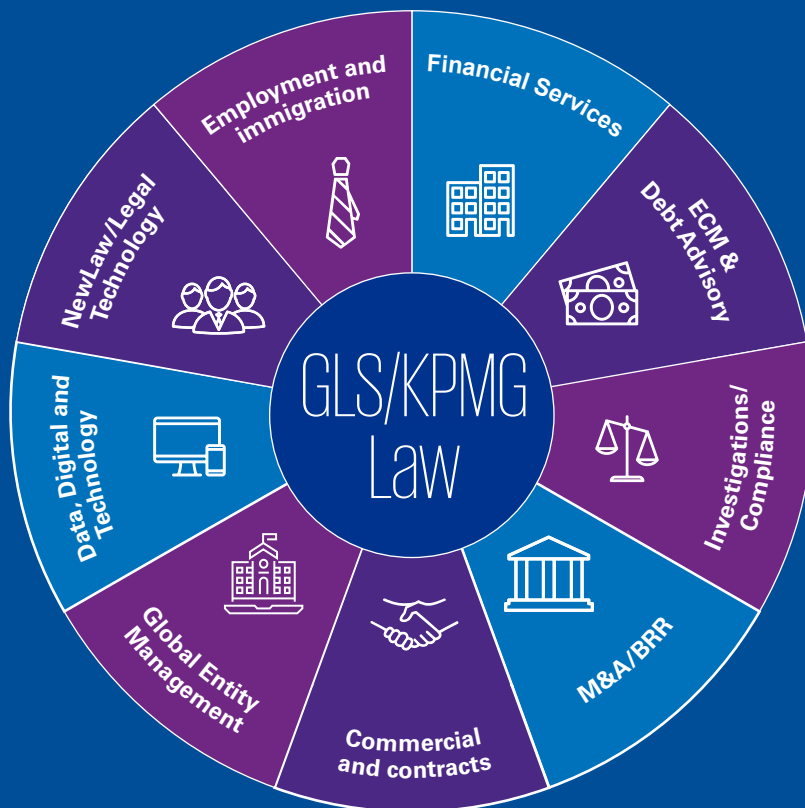 GLS/KPMG
Law
Financial Services
ECM &
Debt Advisory
Investigations/
Compliance
M&A/BRR
Commercial
and contracts
Global Entity
Management
Data, Digital and
Technology
NewLaw/Legal
Technology
Employment and
immigration